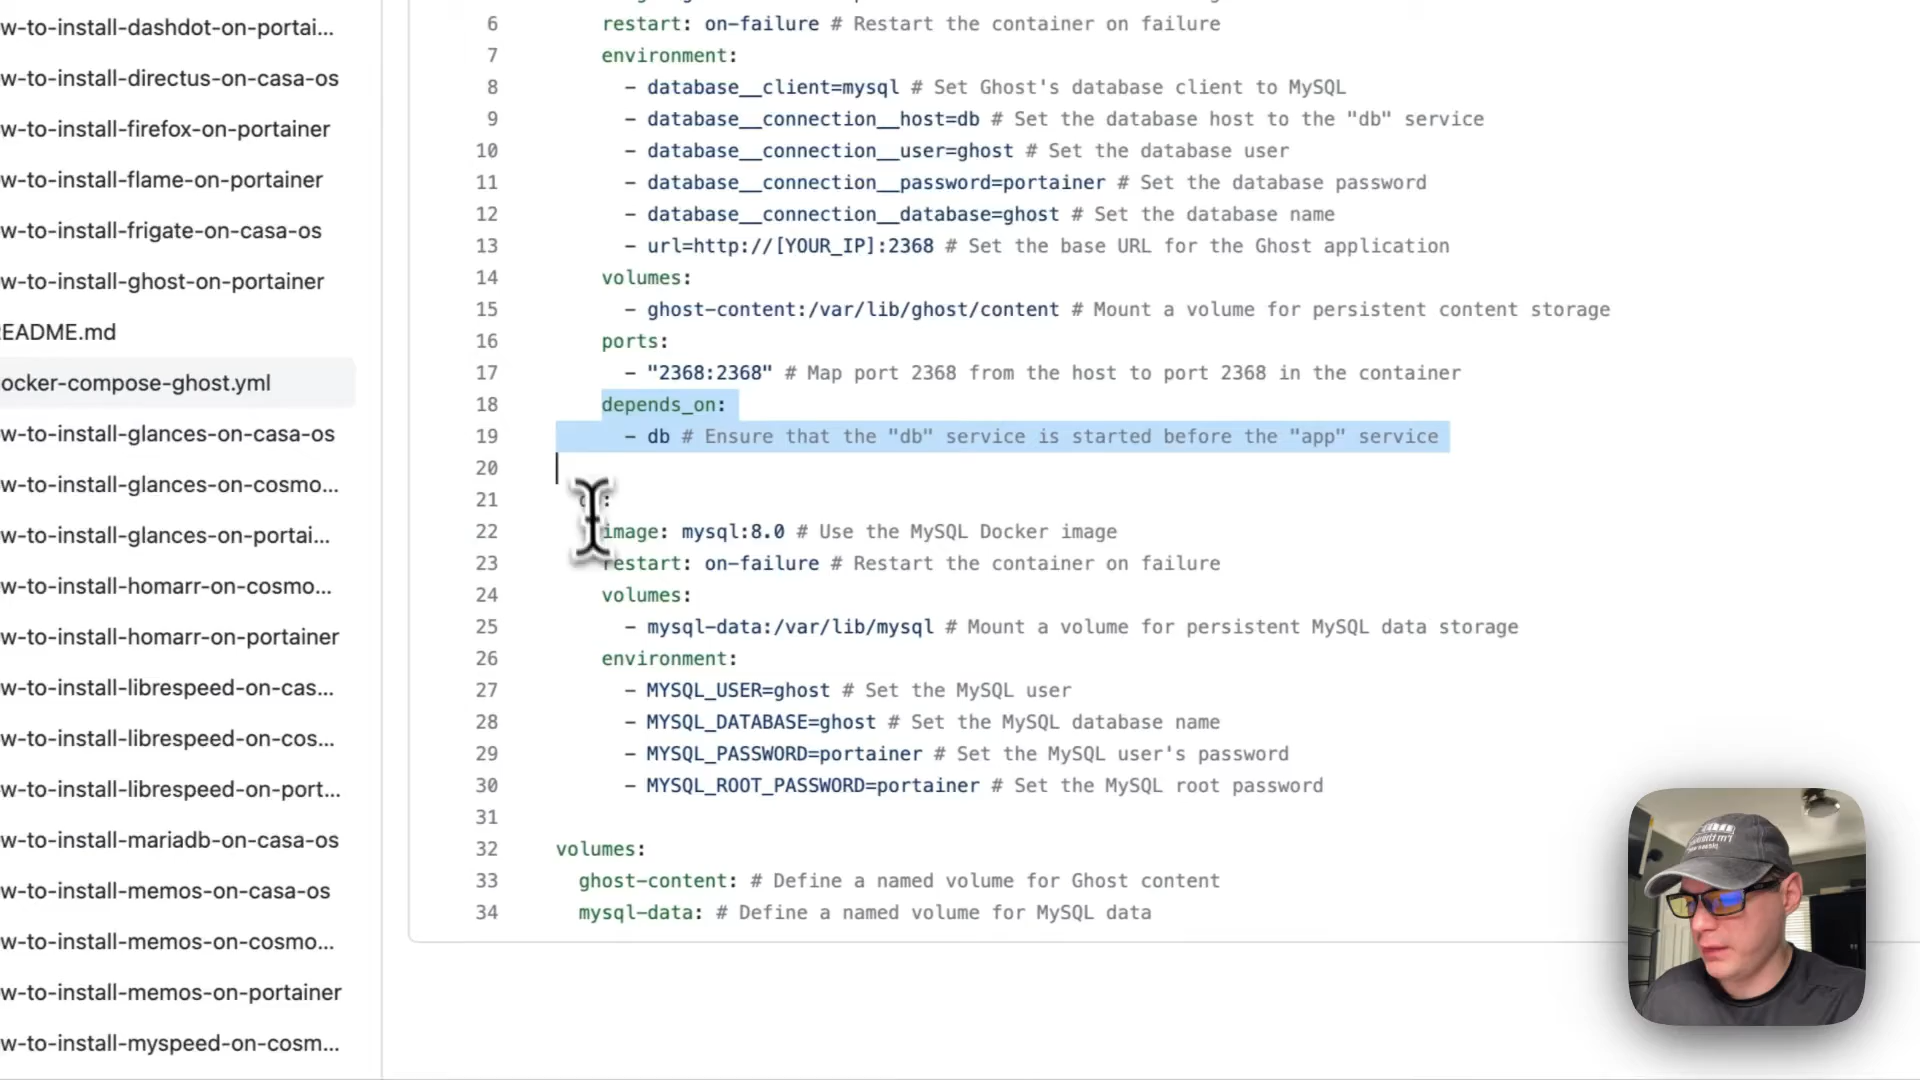 w-to-install-dashdot-on-portai...
w-to-install-directus-on-casa-os
w-to-install-firefox-on-portainer
w-to-install-flame-on-portainer
w-to-install-frigate-on-casa-os
w-to-install-ghost-on-portainer
README.md
ocker-compose-ghost.yml
w-to-install-glances-on-casa-os
w-to-install-glances-on-cosmo...
w-to-install-glances-on-portai...
w-to-install-homarr-on-cosmo...
w-to-install-homarr-on-portainer
w-to-install-librespeed-on-cas...
w-to-install-librespeed-on-cos...
w-to-install-librespeed-on-port...
w-to-install-mariadb-on-casa-os
w-to-install-memos-on-casa-os
w-to-install-memos-on-cosmo...
w-to-install-memos-on-portainer
w-to-install-myspeed-on-cosm...
6 restart: on-failure # Restart the container on failure
7 environment:
8 - database__client=mysql # Set Ghost's database client to MySQL
9 - database__connection__host=db # Set the database host to the "db" service
10 - database__connection__user=ghost # Set the database user
11 - database__connection__password=portainer # Set the database password
12 - database__connection__database=ghost # Set the database name
13 - url=http://[YOUR_IP]:2368 # Set the base URL for the Ghost application
14 volumes:
15 - ghost-content:/var/lib/ghost/content # Mount a volume for persistent content storage
16 ports:
17 - "2368:2368" # Map port 2368 from the host to port 2368 in the container
18 depends_on:
19 - db # Ensure that the "db" service is started before the "app" service
20
21
22 image: mysql:8.0 # Use the MySQL Docker image
23 restart: on-failure # Restart the container on failure
24 volumes:
25 - mysql-data:/var/lib/mysql # Mount a volume for persistent MySQL data storage
26 environment:
27 - MYSQL_USER=ghost # Set the MySQL user
28 - MYSQL_DATABASE=ghost # Set the MySQL database name
29 - MYSQL_PASSWORD=portainer # Set the MySQL user's password
30 - MYSQL_ROOT_PASSWORD=portainer # Set the MySQL root password
31
32 volumes:
33 ghost-content: # Define a named volume for Ghost content
34 mysql-data: # Define a named volume for MySQL data